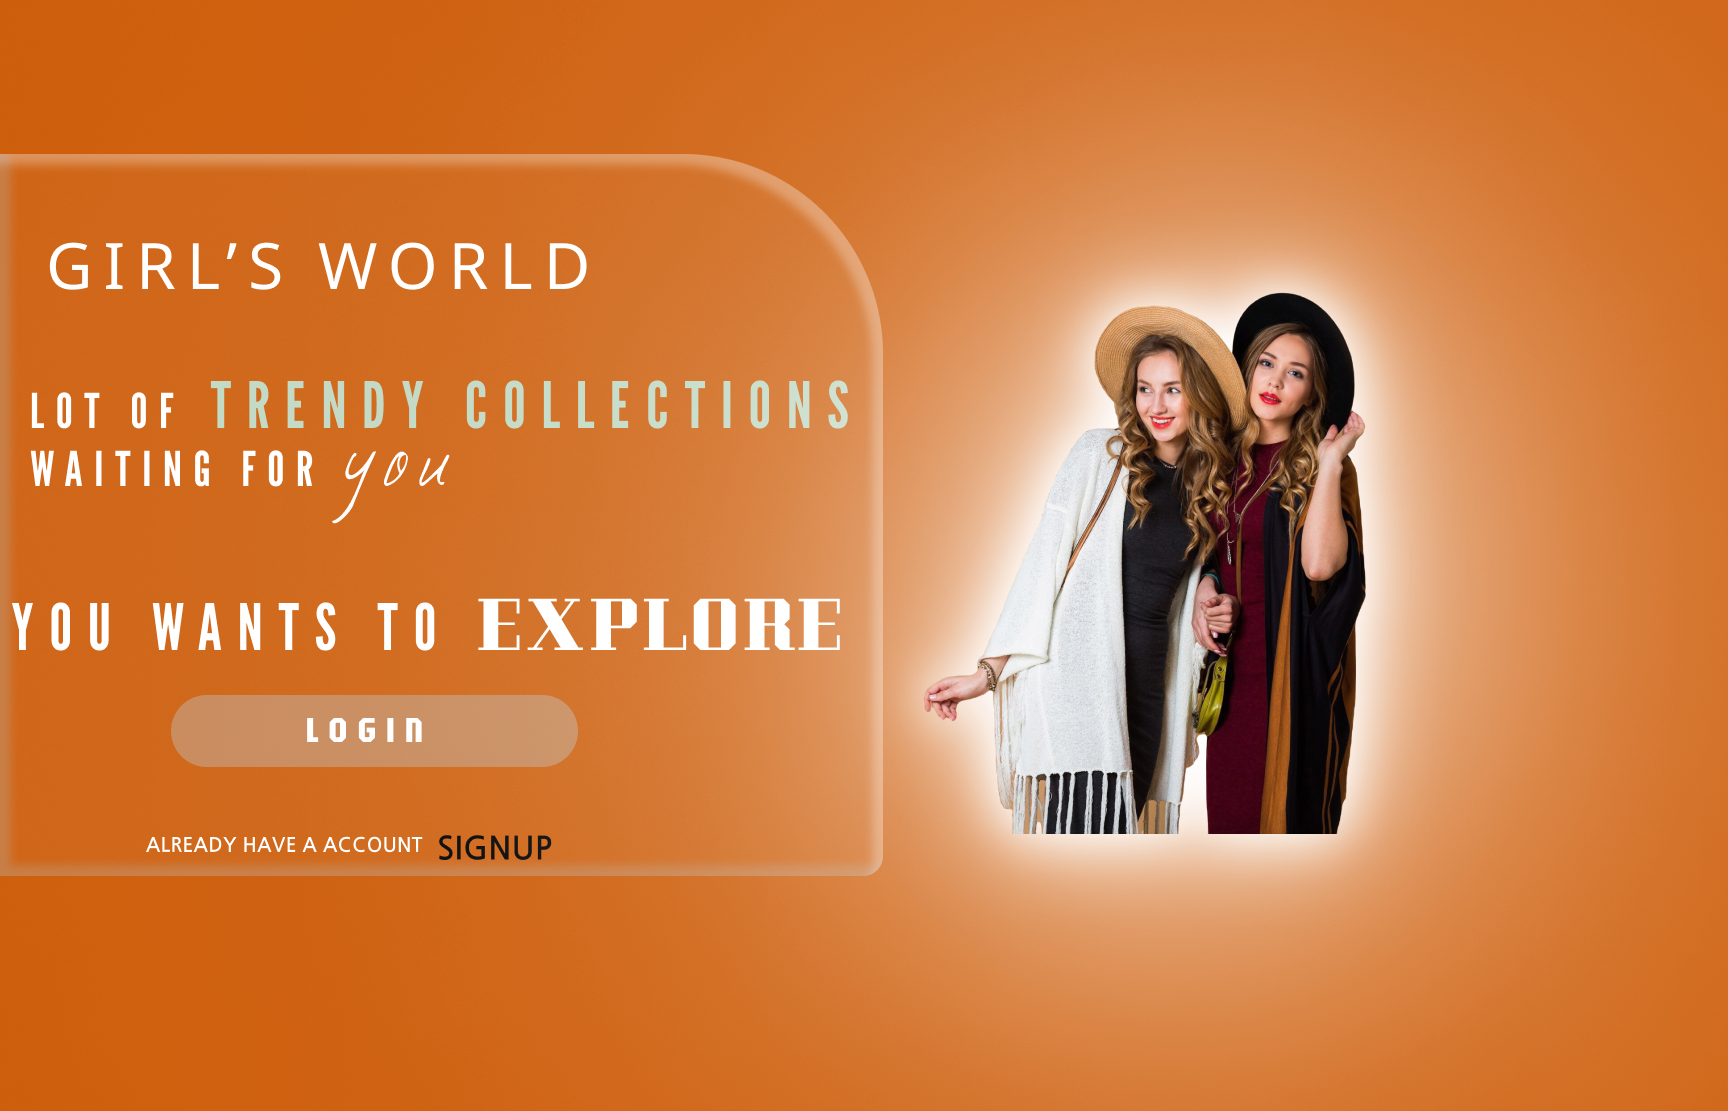 GIRL’S WORLD
LOT OF TRENDY COLLECTIONS
WAITING FOR you
YOU WANTS TO EXPLORE
LOGIN
ALREADY HAVE A ACCOUNT SIGNUP